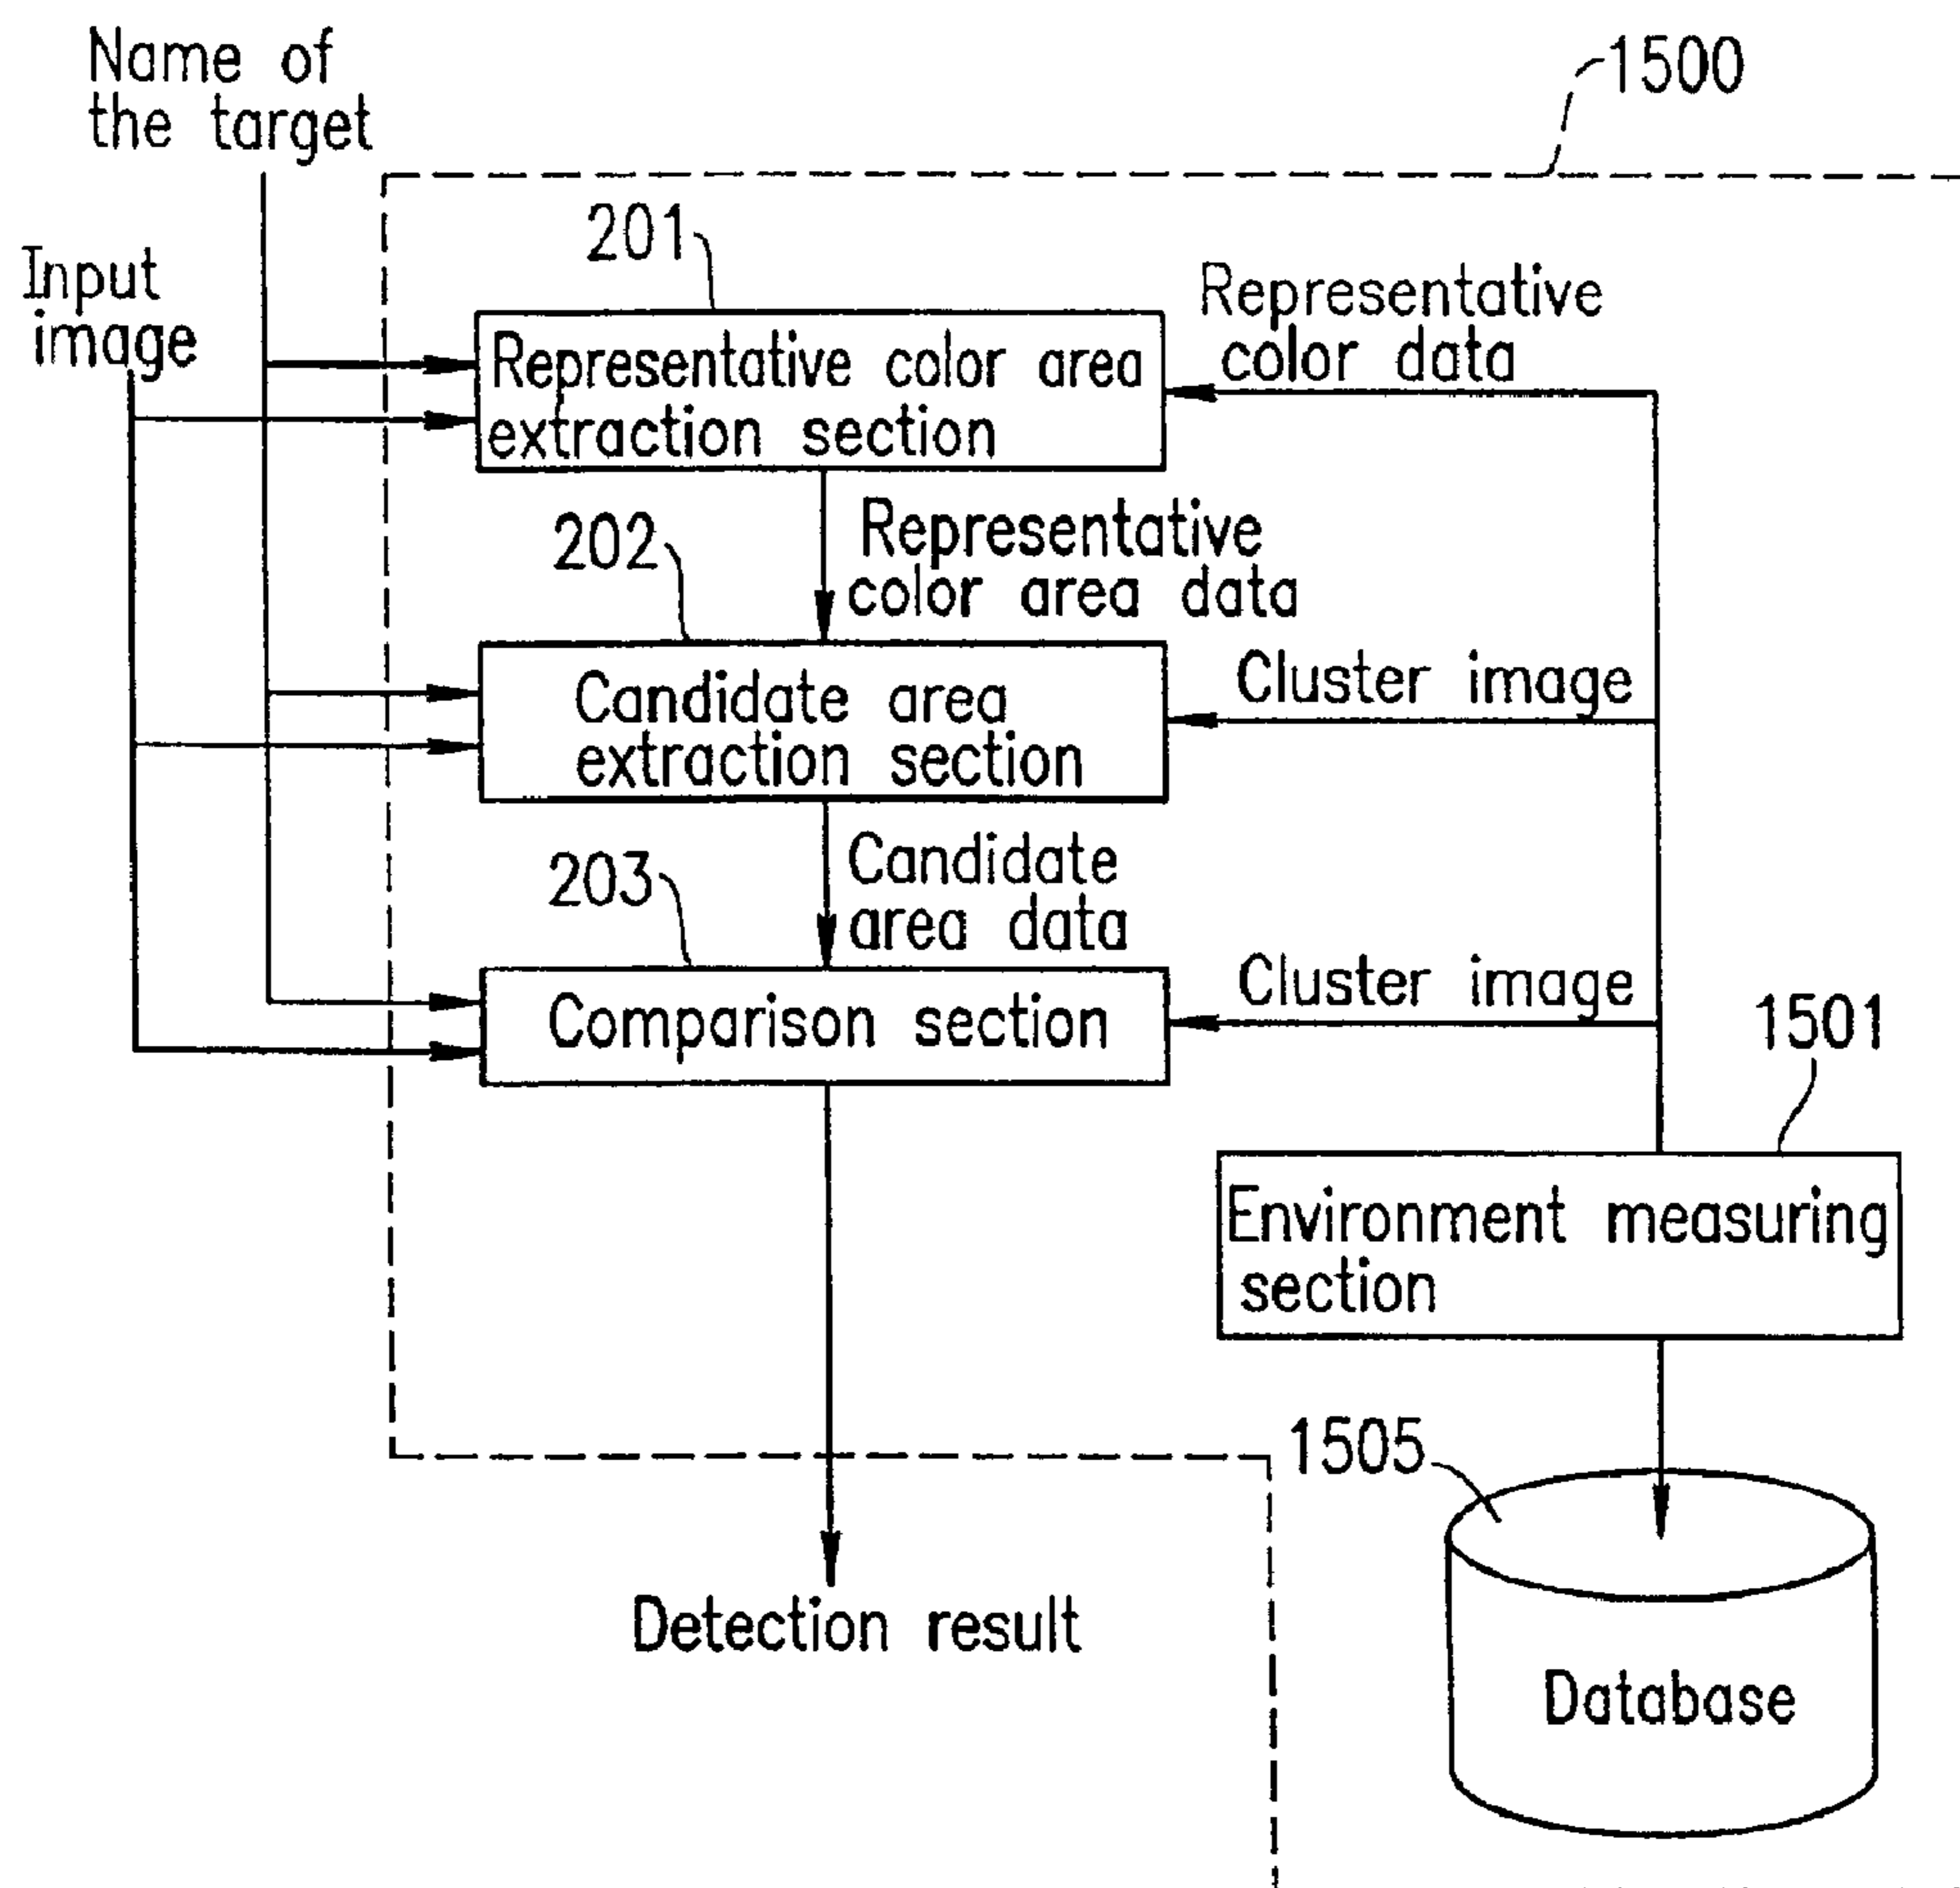 Name of
the target
1500
Input
image
201
Representative
color data
Representative color area
extraction section
202
Representative
color area data
Candidate area
extraction section
Cluster image
203
Candidate
area data
Comparison section
Cluster image
1501
Environment measuring
section
1505
Detection result
Database